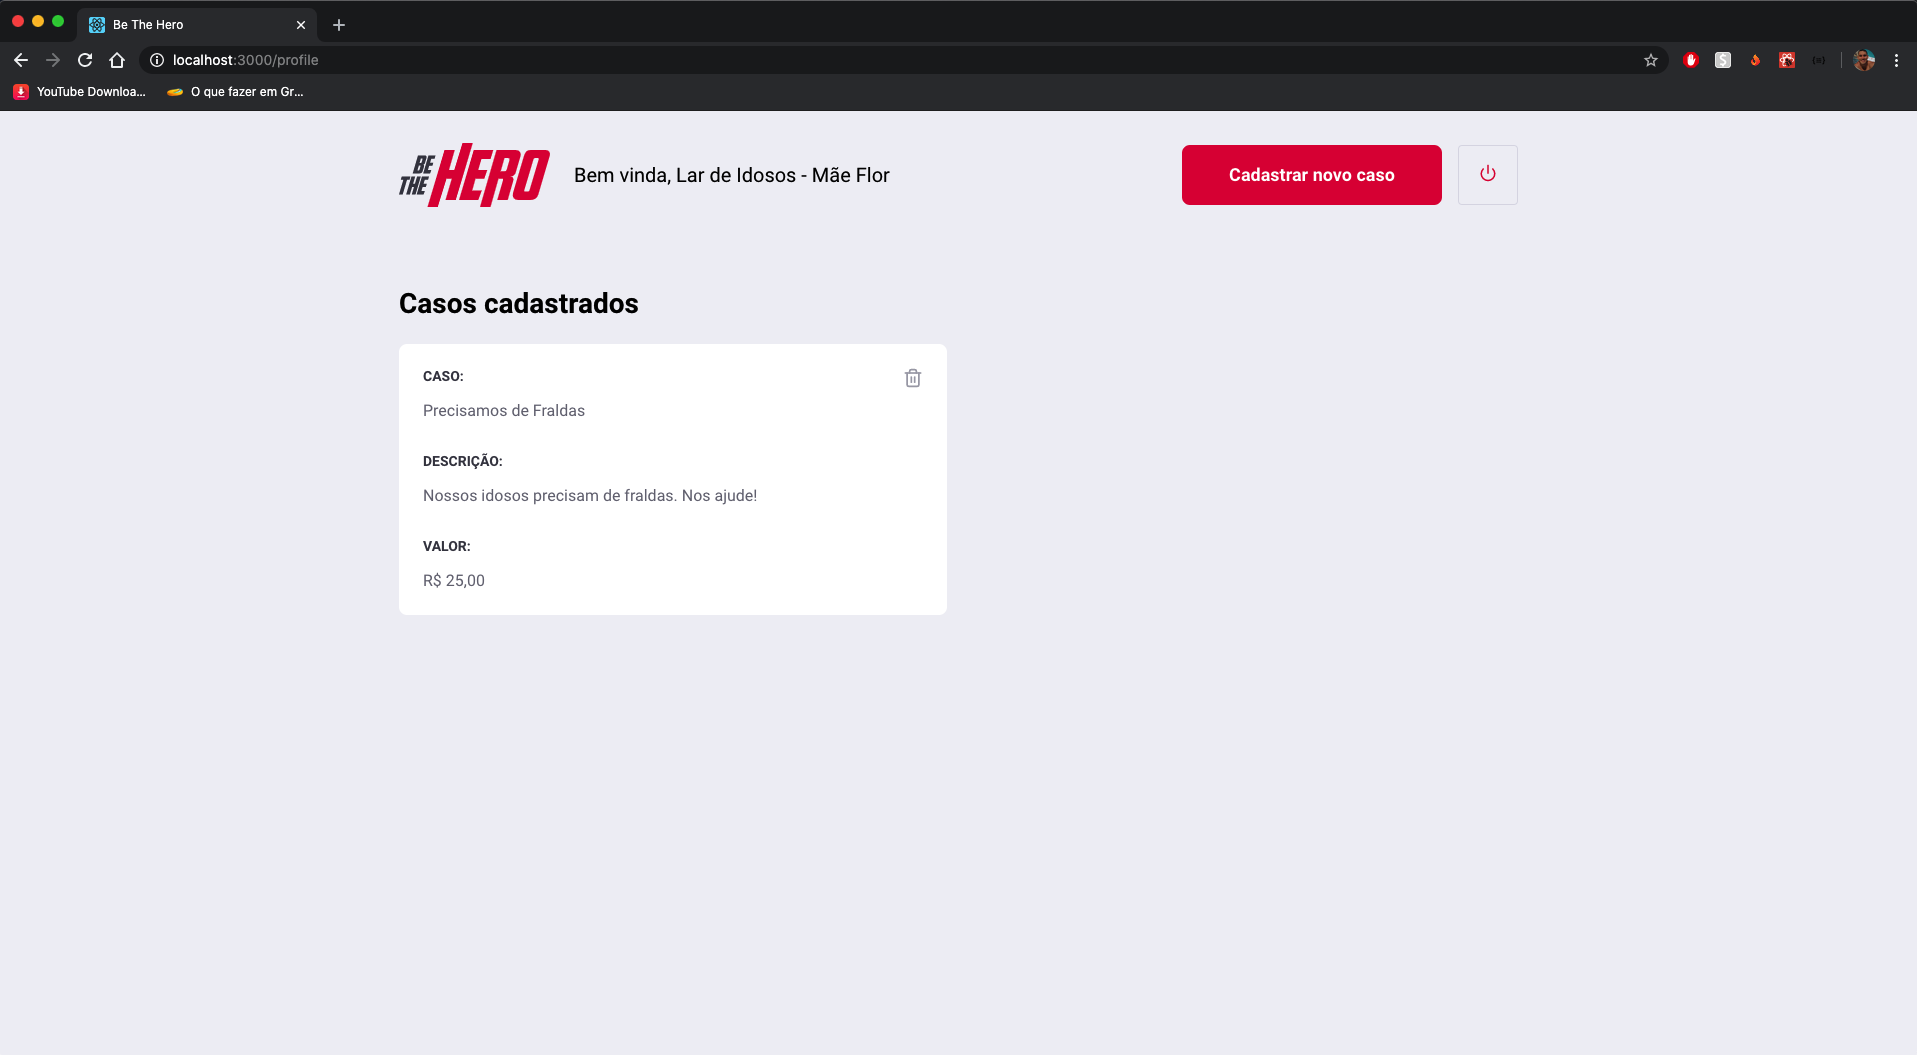 Be The Hero
localhost:3000/profile
YouTube Downloa...
O que fazer em Gr...
BE THE HERO
Bem vinda, Lar de Idosos - Mãe Flor
Cadastrar novo caso
Casos cadastrados
CASO:
Precisamos de Fraldas
DESCRIÇÃO:
Nossos idosos precisam de fraldas. Nos ajude!
VALOR:
R$ 25,00